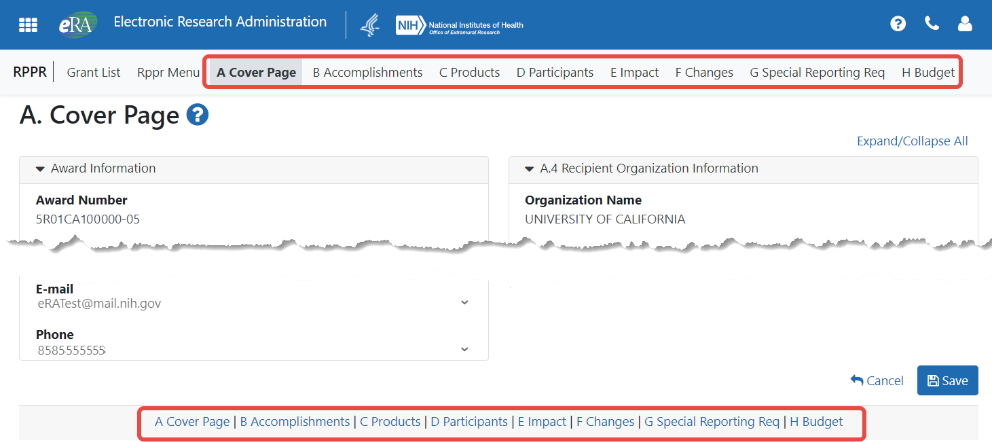 eRA Electronic Research Administration NIH National Institutes of Health
Office of Extramural Research
?
RPPR Grant List Rppr Menu A Cover Page B Accomplishments C Products D Participants E Impact F Changes G Special Reporting Req H Budget
A. Cover Page ?
Expand/Collapse All
Award Information
Award Number
5R01CA100000-05
A.4 Recipient Organization Information
Organization Name
UNIVERSITY OF CALIFORNIA
E-mail
eRATest@mail.nih.gov
Phone
8585555555
Cancel Save
A Cover Page | B Accomplishments | C Products | D Participants | E Impact | F Changes | G Special Reporting Req | H Budget